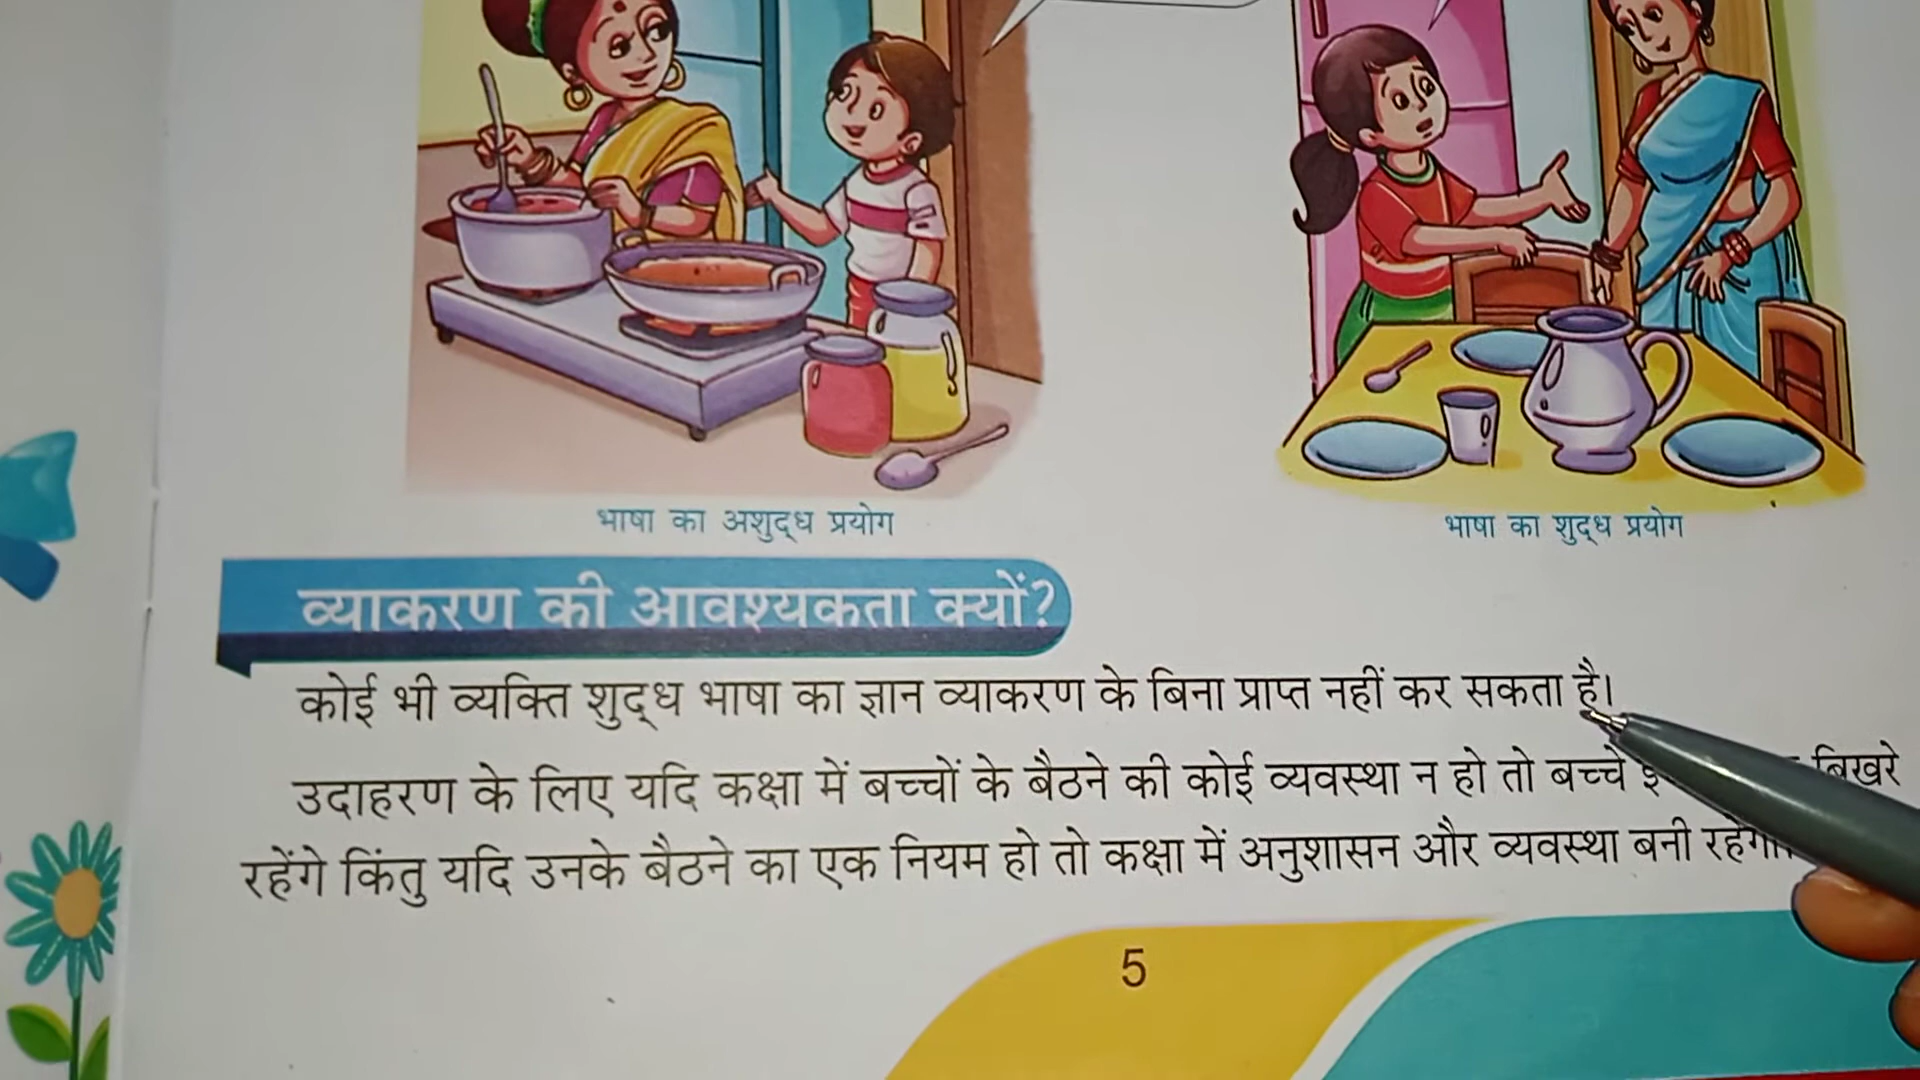 भाषा का अशुद्ध प्रयोग
भाषा का शुद्ध प्रयोग
व्याकरण की आवश्यकता क्यों?
कोई भी व्यक्ति शुद्ध भाषा का ज्ञान व्याकरण के बिना प्राप्त नहीं कर सकता है।
उदाहरण के लिए यदि कक्षा में बच्चों के बैठने की कोई व्यवस्था न हो तो बच्चे बिखरे
रहेंगे किंतु यदि उनके बैठने का एक नियम हो तो कक्षा में अनुशासन और व्यवस्था बनी रहेगी।
5